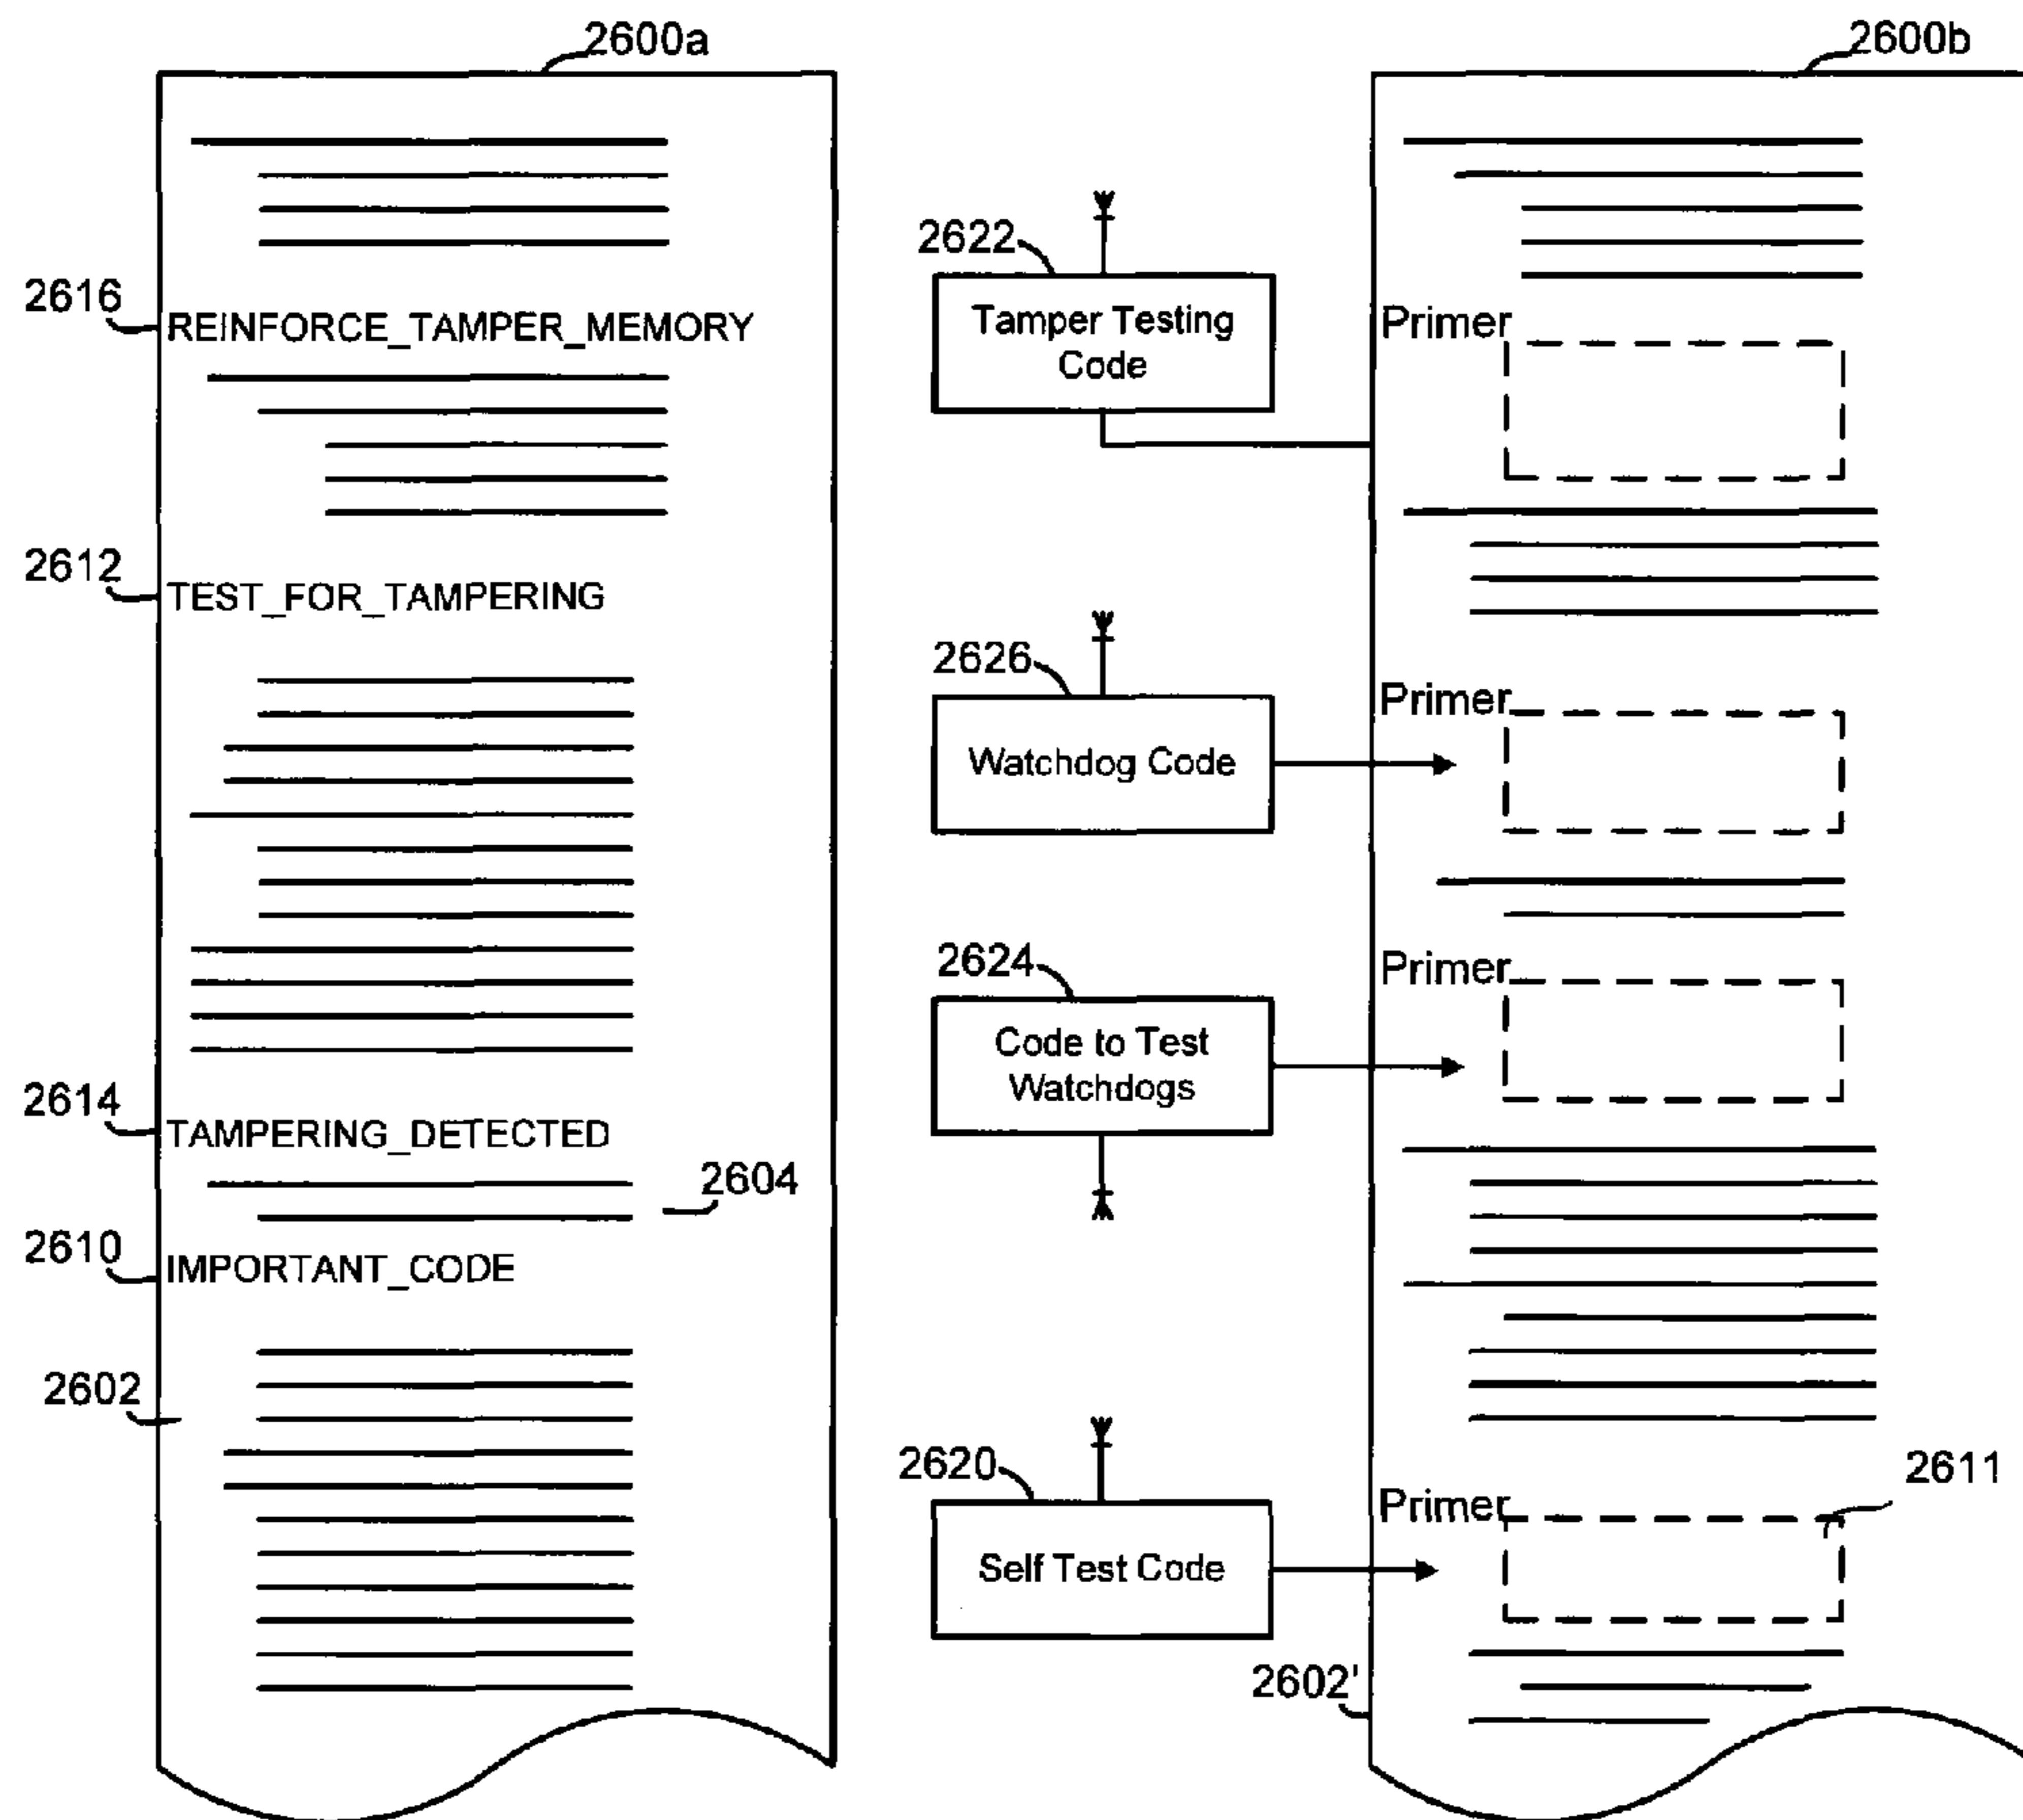 2600a
2600b
2622
Tamper Testing
Code
2616
REINFORCE_TAMPER_MEMORY
Primer
2612
TEST_FOR_TAMPERING
2626
Watchdog Code
Primer
2624
Code to Test
Watchdogs
Primer
2614
TAMPERING_DETECTED
2604
2610
IMPORTANT_CODE
2602
2620
Self Test Code
Primer
2611
2602'